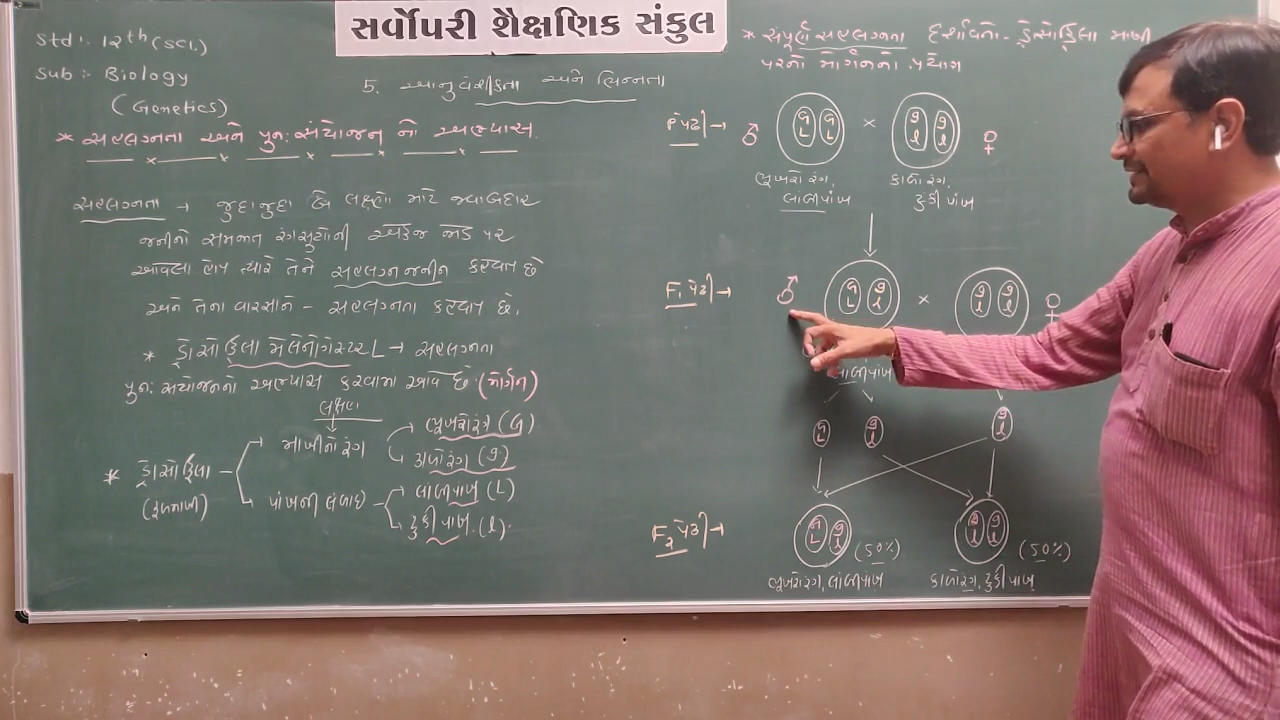 સર્વોપરી શૈક્ષણિક સંકુલ
Std :- 12th (Sci.)
Sub :- Biology
(Genetics)
5. આનુવંશીકતા અને ભિન્નતા
* સહલગ્નતા અને પુનઃસંયોજન નો અભ્યાસ.
સહલગ્નતા → જુદાજુદા બે લક્ષણો માટે જવાબદાર
જનીનો સમજાત રંગસુત્રોની એકજ જોડ પર
આવેલા હોય ત્યારે તેને સહલગ્ન જનીન કહેવાય છે
અને તેના વારસાને - સહલગ્નતા કહેવાય છે.
* ડ્રોસોફિલા મેલેનોગેસ્ટર → સહલગ્નતા
પુનઃ સંયોજનનો અભ્યાસ કરવામાં આવે છે (મોર્ગન)
લક્ષણ
* ડ્રોસોફિલા
(ફળમાખી)
માખીનો રંગ
ભૂખરો રંગ (G)
કાળો રંગ (g)
પાંખની લંબાઇ
લાંબીપાંખ (L)
ટુકી પાંખ. (l).
* સંપૂર્ણ સહલગ્નતા દર્શાવતો - ડ્રોસોફિલા માખી
પરનો મોર્ગનનો પ્રયોગ
P પેઢી → ♂ G L G L × g l g l ♀
ભૂખરો રંગ, કાળો રંગ,
લાંબીપાંખ ટુકી પાંખ
F₁ પેઢી → ♂ G L g l × g l g l ♀
લાંબીપાંખ
G L g l g l
F₂ પેઢી → G L g l (50%) g l g l (50%)
ભૂખરો રંગ, લાંબીપાંખ કાળો રંગ, ટુકી પાંખ